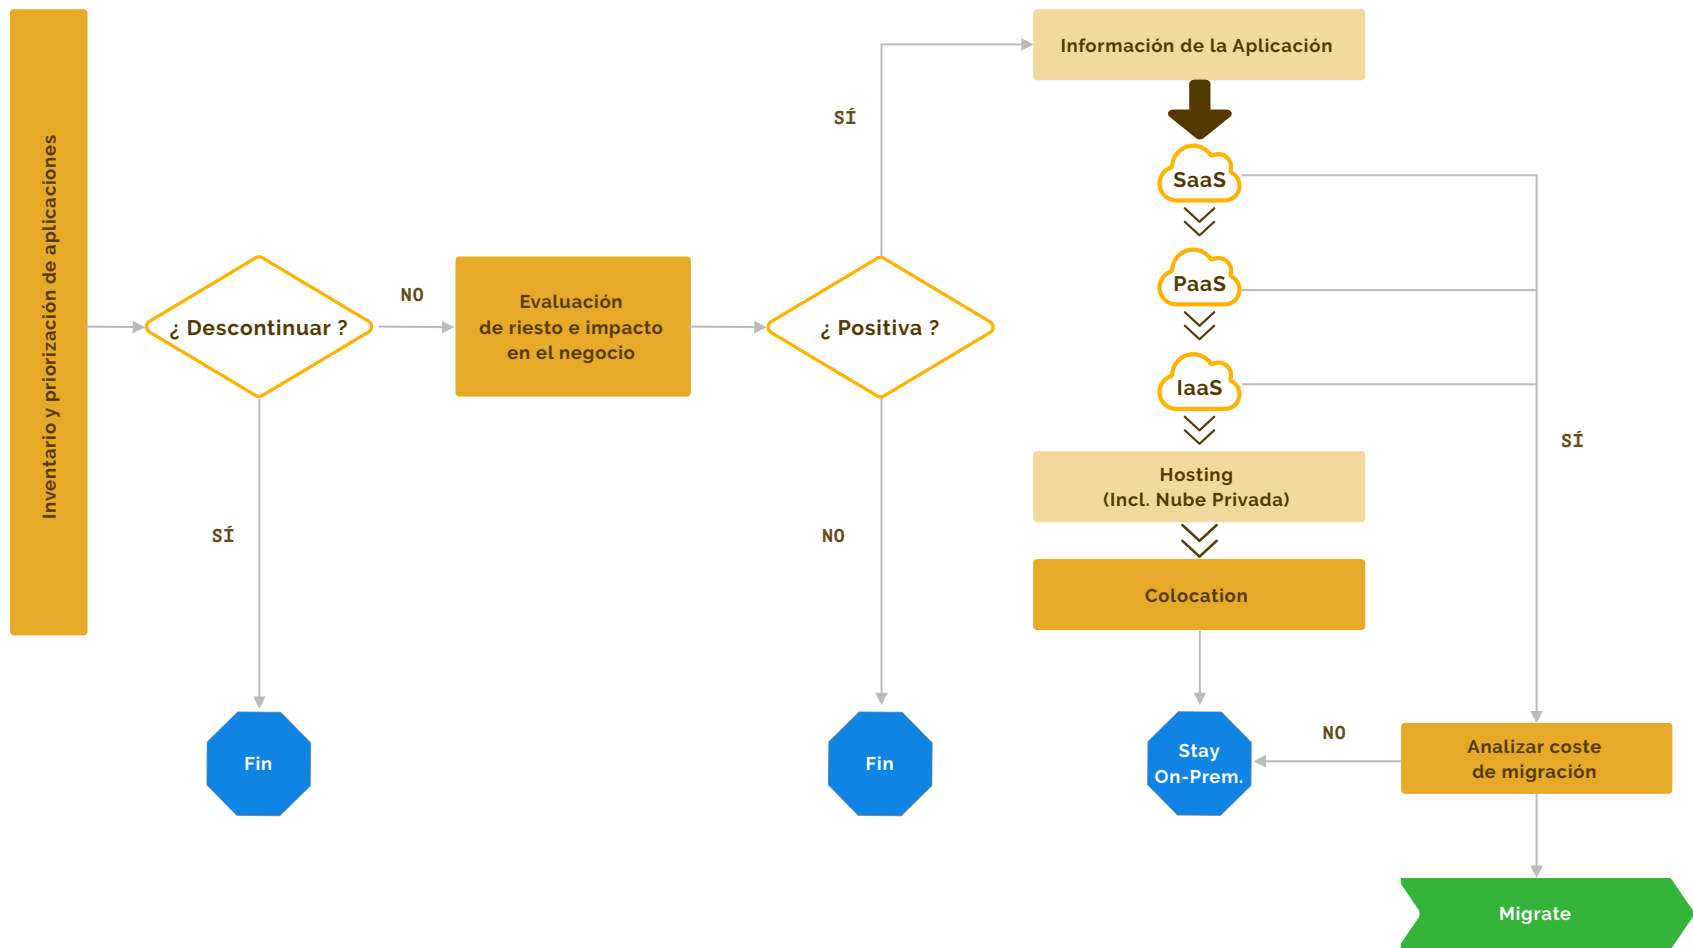 Inventario y priorización de aplicaciones
¿ Descontinuar ?
NO
SÍ
Fin
Evaluación
de riesto e impacto
en el negocio
¿ Positiva ?
SÍ
NO
Fin
Información de la Aplicación
SaaS
PaaS
IaaS
Hosting
(Incl. Nube Privada)
Colocation
Stay
On-Prem.
SÍ
NO
Analizar coste
de migración
Migrate